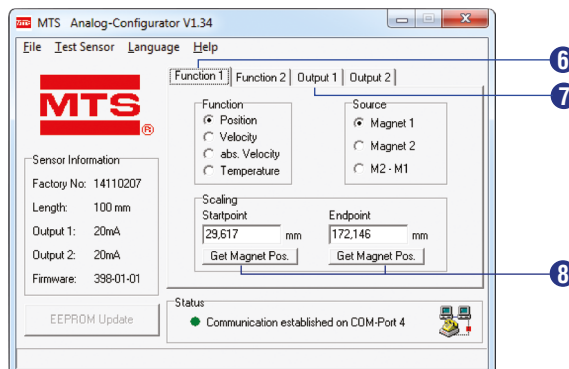 MTS Analog-Configurator V1.34
File Test Sensor Language Help
6
7
Function 1 Function 2 Output 1 Output 2
MTS
®
Function
Position
Velocity
abs. Velocity
Temperature
Source
Magnet 1
Magnet 2
M2 - M1
Sensor Information
Factory No: 14110207
Length: 100 mm
Output 1: 20mA
Output 2: 20mA
Firmware: 398-01-01
Scaling
Startpoint Endpoint
29,617 mm 172,146 mm
Get Magnet Pos. Get Magnet Pos.
8
EEPROM Update
Status
Communication established on COM-Port 4